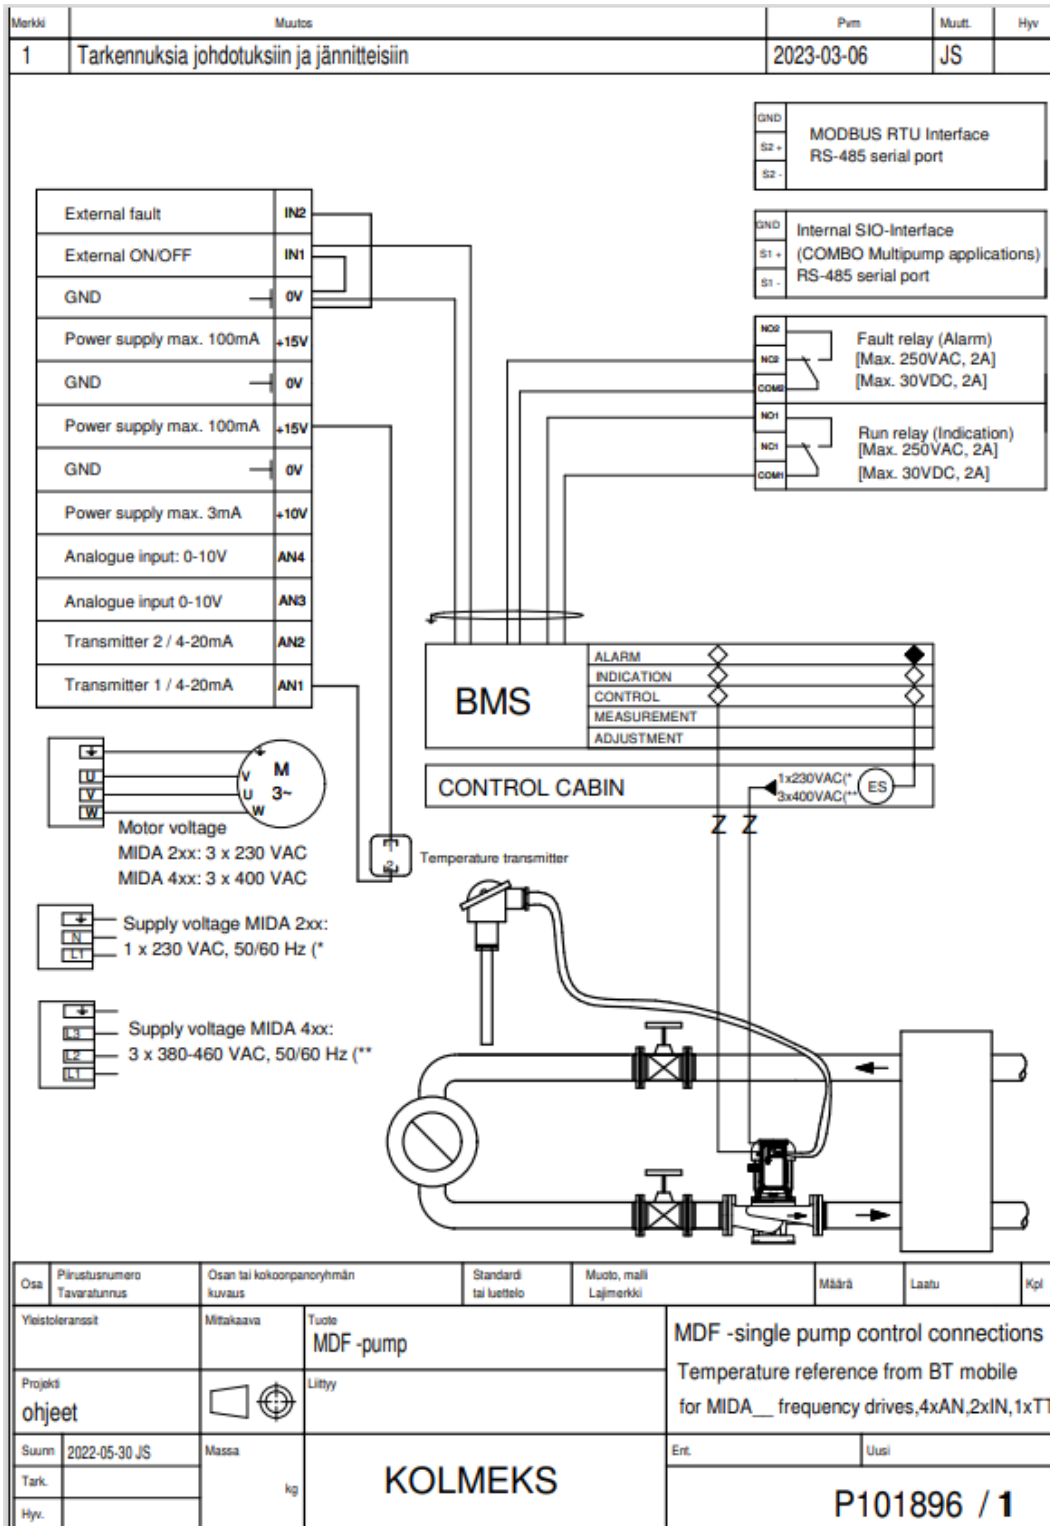 Merkki Muutos Pvm Muutt. Hyv
1 Tarkennuksia johdotuksiin ja jännitteisiin 2023-03-06 JS
GND
S2 +
S2 -
MODBUS RTU Interface
RS-485 serial port
GND
S1 +
S1 -
Internal SIO-Interface
(COMBO Multipump applications)
RS-485 serial port
NO2
NC2
COM2
Fault relay (Alarm)
[Max. 250VAC, 2A]
[Max. 30VDC, 2A]
NO1
NC1
COM1
Run relay (Indication)
[Max. 250VAC, 2A]
[Max. 30VDC, 2A]
External fault IN2
External ON/OFF IN1
GND 0V
Power supply max. 100mA +15V
GND 0V
Power supply max. 100mA +15V
GND 0V
Power supply max. 3mA +10V
Analogue input: 0-10V AN4
Analogue input 0-10V AN3
Transmitter 2 / 4-20mA AN2
Transmitter 1 / 4-20mA AN1
BMS
ALARM
INDICATION
CONTROL
MEASUREMENT
ADJUSTMENT
CONTROL CABIN
1x230VAC(*
3x400VAC(**
ES
Z Z
U
V
W
V
U
W
M
3~
Motor voltage
MIDA 2xx: 3 x 230 VAC
MIDA 4xx: 3 x 400 VAC
1
2
Temperature transmitter
N
L1
Supply voltage MIDA 2xx:
1 x 230 VAC, 50/60 Hz (*
L3
L2
L1
Supply voltage MIDA 4xx:
3 x 380-460 VAC, 50/60 Hz (**
Osa
Piirustusnumero
Tavaratunnus
Osan tai kokoonpanoryhmän
kuvaus
Standardi
tai luettelo
Muoto, malli
Lajimerkki
Määrä
Laatu
Kpl
Yleistoleranssit
Mittakaava
Tuote
MDF -pump
MDF -single pump control connections
Temperature reference from BT mobile
for MIDA__ frequency drives,4xAN,2xIN,1xTT
Projekti
ohjeet
Liittyy
Suunn 2022-05-30 JS
Tark.
Hyv.
Massa
kg
KOLMEKS
Ent.
Uusi
P101896 / 1